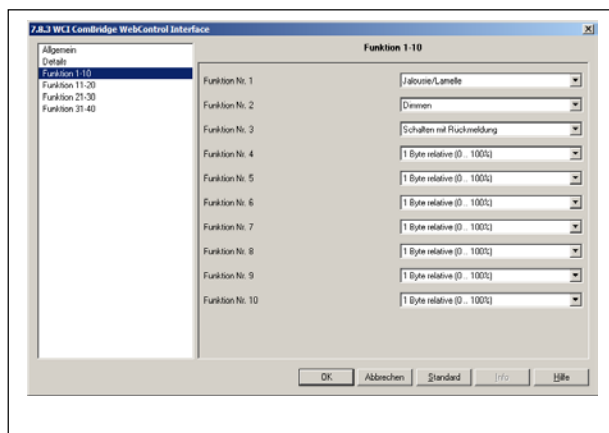 7.8.3 WCI ComBridge WebControl Interface
Allgemein
Details
Funktion 1-10
Funktion 11-20
Funktion 21-30
Funktion 31-40
Funktion 1-10
Funktion Nr. 1 Jalousie/Lamelle
Funktion Nr. 2 Dimmen
Funktion Nr. 3 Schalten mit Rückmeldung
Funktion Nr. 4 1 Byte relative (0... 100%)
Funktion Nr. 5 1 Byte relative (0... 100%)
Funktion Nr. 6 1 Byte relative (0... 100%)
Funktion Nr. 7 1 Byte relative (0... 100%)
Funktion Nr. 8 1 Byte relative (0... 100%)
Funktion Nr. 9 1 Byte relative (0... 100%)
Funktion Nr. 10 1 Byte relative (0... 100%)
OK Abbrechen Standard Info Hilfe